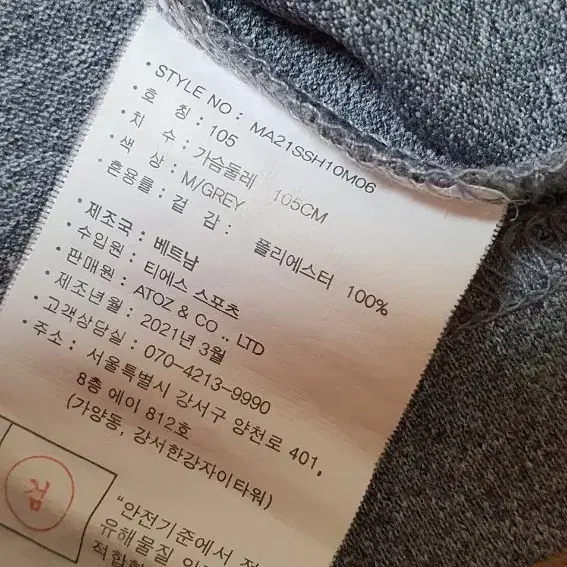 · STYLE NO : MA21SSH10M06
· 호 칭 : 105
· 치 수 : 가슴둘레 105CM
· 색 상 : M/GREY
· 혼용률 : 겉 감 : 폴리에스터 100%
· 제조국 : 베트남
· 수입원 : 티에스 스포츠
· 판매원 : ATOZ & CO., LTD
· 제조년월 : 2021년 3월
· 고객상담실 : 070-4213-9990
· 주소 : 서울특별시 강서구 양천로 401,
8층 에이 812호
(가양동, 강서한강자이타워)
검
"안전기준에서 정
유해물질
적합함